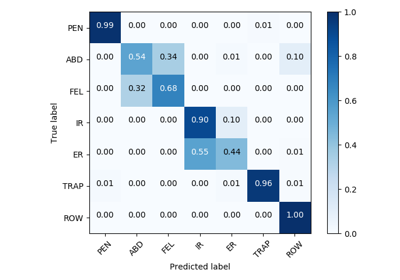 PEN 0.99 0.00 0.00 0.00 0.00 0.01 0.00
ABD 0.00 0.54 0.34 0.00 0.01 0.00 0.10
FEL 0.00 0.32 0.68 0.00 0.00 0.00 0.00
IR 0.00 0.00 0.00 0.90 0.10 0.00 0.00
ER 0.00 0.00 0.00 0.55 0.44 0.00 0.01
TRAP 0.01 0.00 0.00 0.00 0.01 0.96 0.01
ROW 0.00 0.00 0.00 0.00 0.00 0.00 1.00
PEN ABD FEL IR ER TRAP ROW
True label
Predicted label
1.0
0.8
0.6
0.4
0.2
0.0